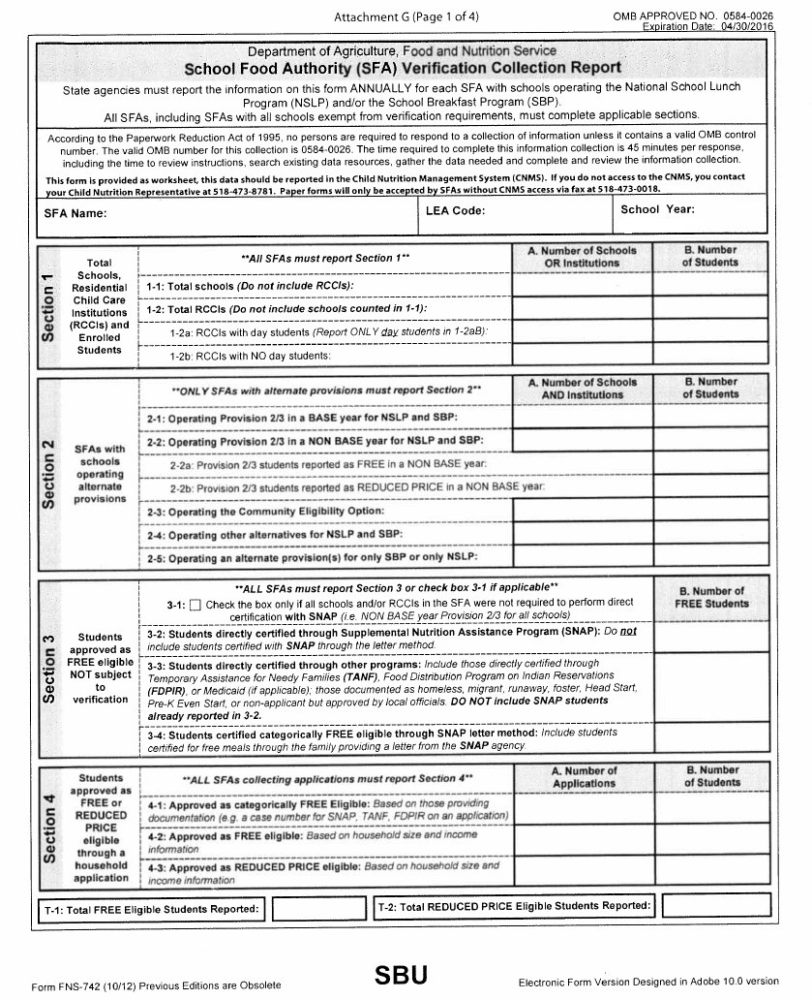 Attachment G (Page 1 of 4)
OMB APPROVED NO. 0584-0026
Expiration Date: 04/30/2016
Department of Agriculture, Food and Nutrition Service
School Food Authority (SFA) Verification Collection Report
State agencies must report the information on this form ANNUALLY for each SFA with schools operating the National School Lunch
Program (NSLP) and/or the School Breakfast Program (SBP).
All SFAs, including SFAs with all schools exempt from verification requirements, must complete applicable sections.
According to the Paperwork Reduction Act of 1995, no persons are required to respond to a collection of information unless it contains a valid OMB control
number. The valid OMB number for this collection is 0584-0026. The time required to complete this information collection is 45 minutes per response,
including the time to review instructions, search existing data resources, gather the data needed and complete and review the information collection.
This form is provided as worksheet, this data should be reported in the Child Nutrition Management System (CNMS). If you do not access to the CNMS, you contact
your Child Nutrition Representative at 518-473-8781. Paper forms will only be accepted by SFAs without CNMS access via fax at 518-473-0018.
SFA Name:
LEA Code:
School Year:
Section 1
Total
Schools,
Residential
Child Care
Institutions
(RCCIs) and
Enrolled
Students
**All SFAs must report Section 1**
A. Number of Schools
OR Institutions
B. Number
of Students
1-1: Total schools (Do not include RCCIs):
1-2: Total RCCIs (Do not include schools counted in 1-1):
1-2a: RCCIs with day students (Report ONLY day students in 1-2aB):
1-2b: RCCIs with NO day students:
Section 2
SFAs with
schools
operating
alternate
provisions
**ONLY SFAs with alternate provisions must report Section 2**
A. Number of Schools
AND Institutions
B. Number
of Students
2-1: Operating Provision 2/3 in a BASE year for NSLP and SBP:
2-2: Operating Provision 2/3 in a NON BASE year for NSLP and SBP:
2-2a: Provision 2/3 students reported as FREE in a NON BASE year:
2-2b: Provision 2/3 students reported as REDUCED PRICE in a NON BASE year:
2-3: Operating the Community Eligibility Option:
2-4: Operating other alternatives for NSLP and SBP:
2-5: Operating an alternate provision(s) for only SBP or only NSLP:
Section 3
Students
approved as
FREE eligible
NOT subject
to
verification
**ALL SFAs must report Section 3 or check box 3-1 if applicable**
B. Number of
FREE Students
3-1: Check the box only if all schools and/or RCCIs in the SFA were not required to perform direct
certification with SNAP (i.e. NON BASE year Provision 2/3 for all schools)
3-2: Students directly certified through Supplemental Nutrition Assistance Program (SNAP): Do not
include students certified with SNAP through the letter method.
3-3: Students directly certified through other programs: Include those directly certified through
Temporary Assistance for Needy Families (TANF), Food Distribution Program on Indian Reservations
(FDPIR), or Medicaid (if applicable); those documented as homeless, migrant, runaway, foster, Head Start,
Pre-K Even Start, or non-applicant but approved by local officials. DO NOT include SNAP students
already reported in 3-2.
3-4: Students certified categorically FREE eligible through SNAP letter method: Include students
certified for free meals through the family providing a letter from the SNAP agency.
Section 4
Students
approved as
FREE or
REDUCED
PRICE
eligible
through a
household
application
**ALL SFAs collecting applications must report Section 4**
A. Number of
Applications
B. Number
of Students
4-1: Approved as categorically FREE Eligible: Based on those providing
documentation (e.g. a case number for SNAP, TANF, FDPIR on an application)
4-2: Approved as FREE eligible: Based on household size and income
information
4-3: Approved as REDUCED PRICE eligible: Based on household size and
income information
T-1: Total FREE Eligible Students Reported:
T-2: Total REDUCED PRICE Eligible Students Reported:
Form FNS-742 (10/12) Previous Editions are Obsolete
SBU
Electronic Form Version Designed in Adobe 10.0 version